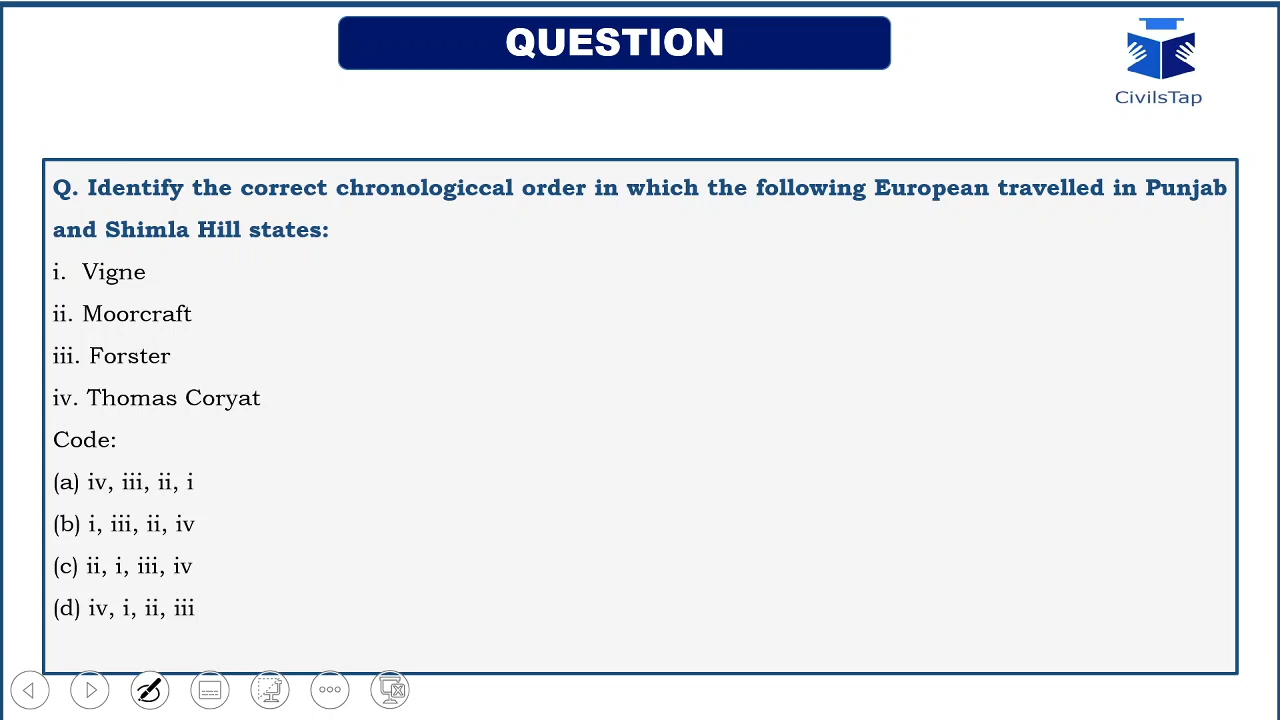 QUESTION
CivilsTap
Q. Identify the correct chronologiccal order in which the following European travelled in Punjab
and Shimla Hill states:
i. Vigne
ii. Moorcraft
iii. Forster
iv. Thomas Coryat
Code:
(a) iv, iii, ii, i
(b) i, iii, ii, iv
(c) ii, i, iii, iv
(d) iv, i, ii, iii